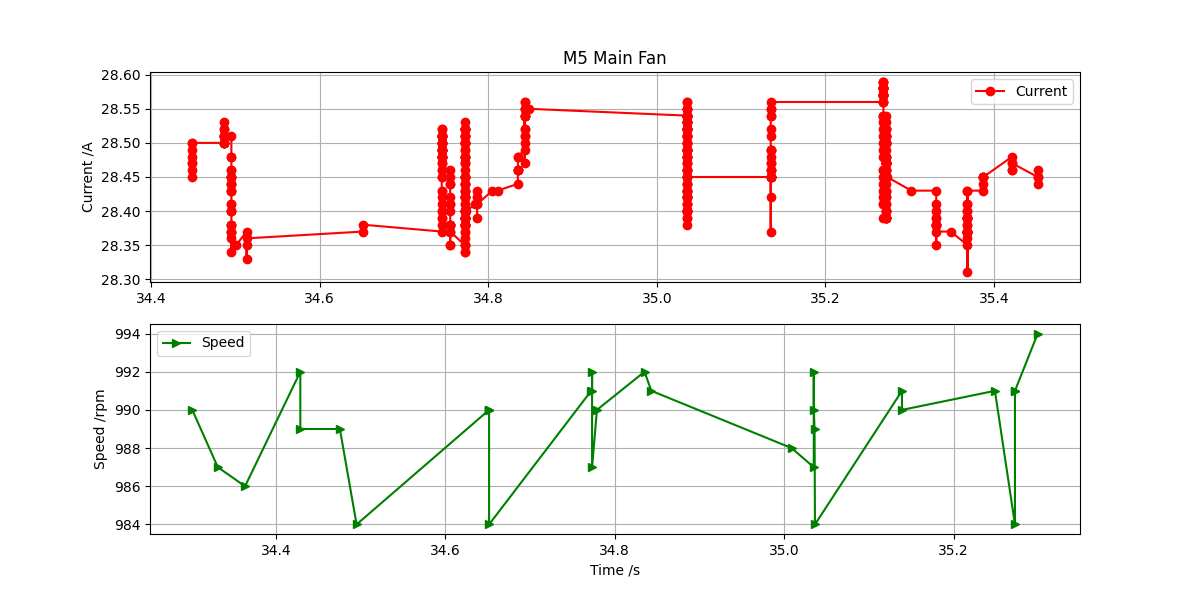 M5 Main Fan
28.60
28.55
28.50
28.45
28.40
28.35
28.30
Current /A
Current
34.4 34.6 34.8 35.0 35.2 35.4
994
992
990
988
986
984
Speed /rpm
Speed
34.4 34.6 34.8 35.0 35.2
Time /s